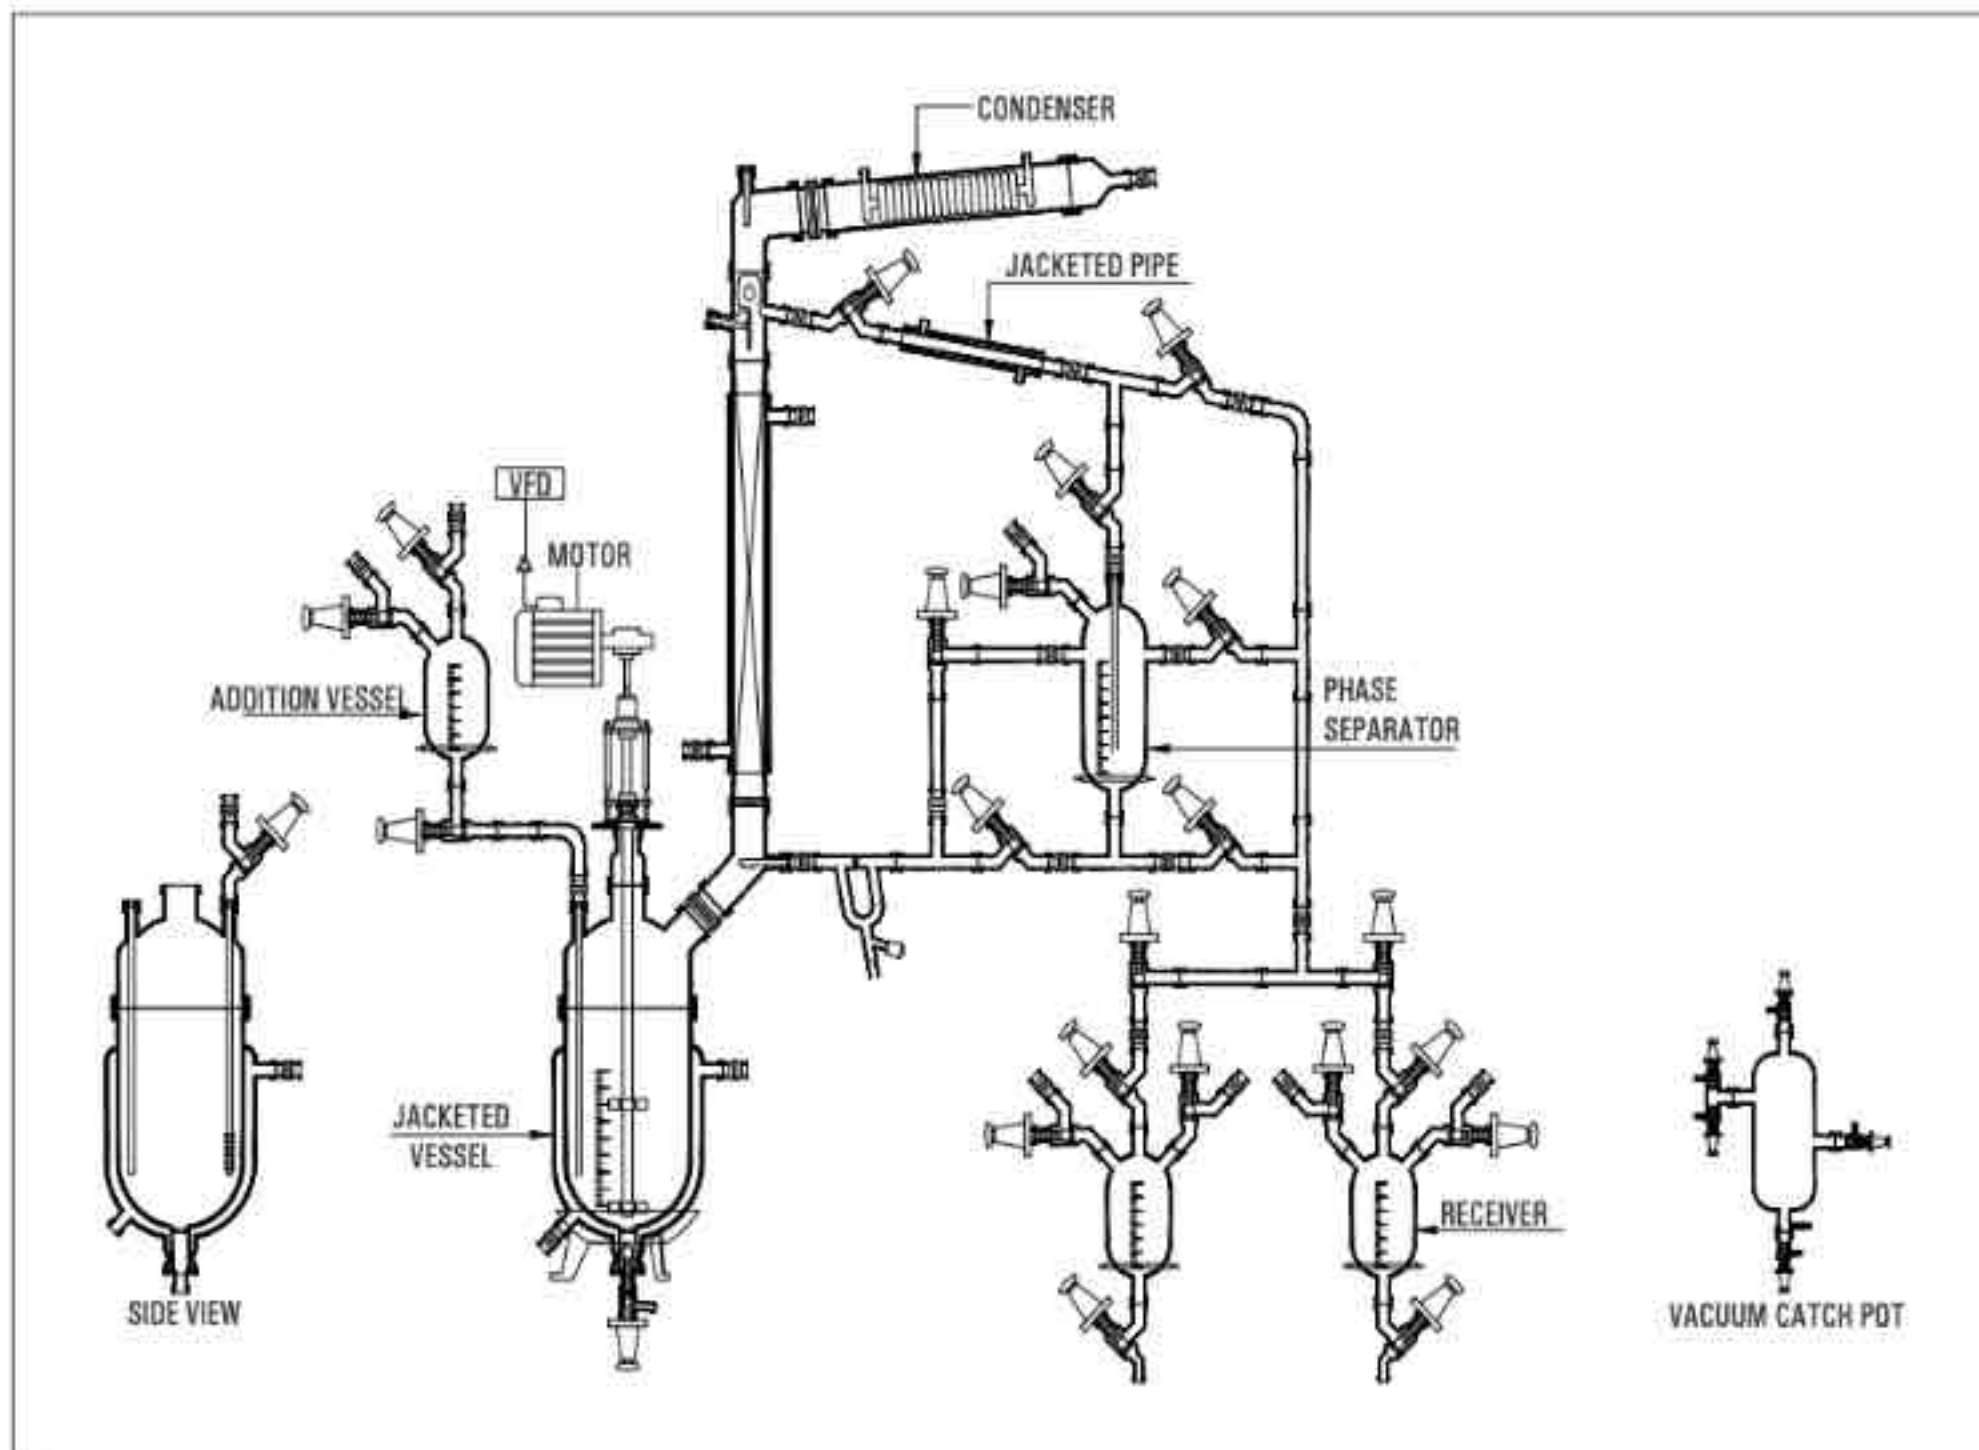 CONDENSER
JACKETED PIPE
VFD
MOTOR
ADDITION VESSEL
PHASE
SEPARATOR
JACKETED
VESSEL
RECEIVER
SIDE VIEW
VACUUM CATCH POT